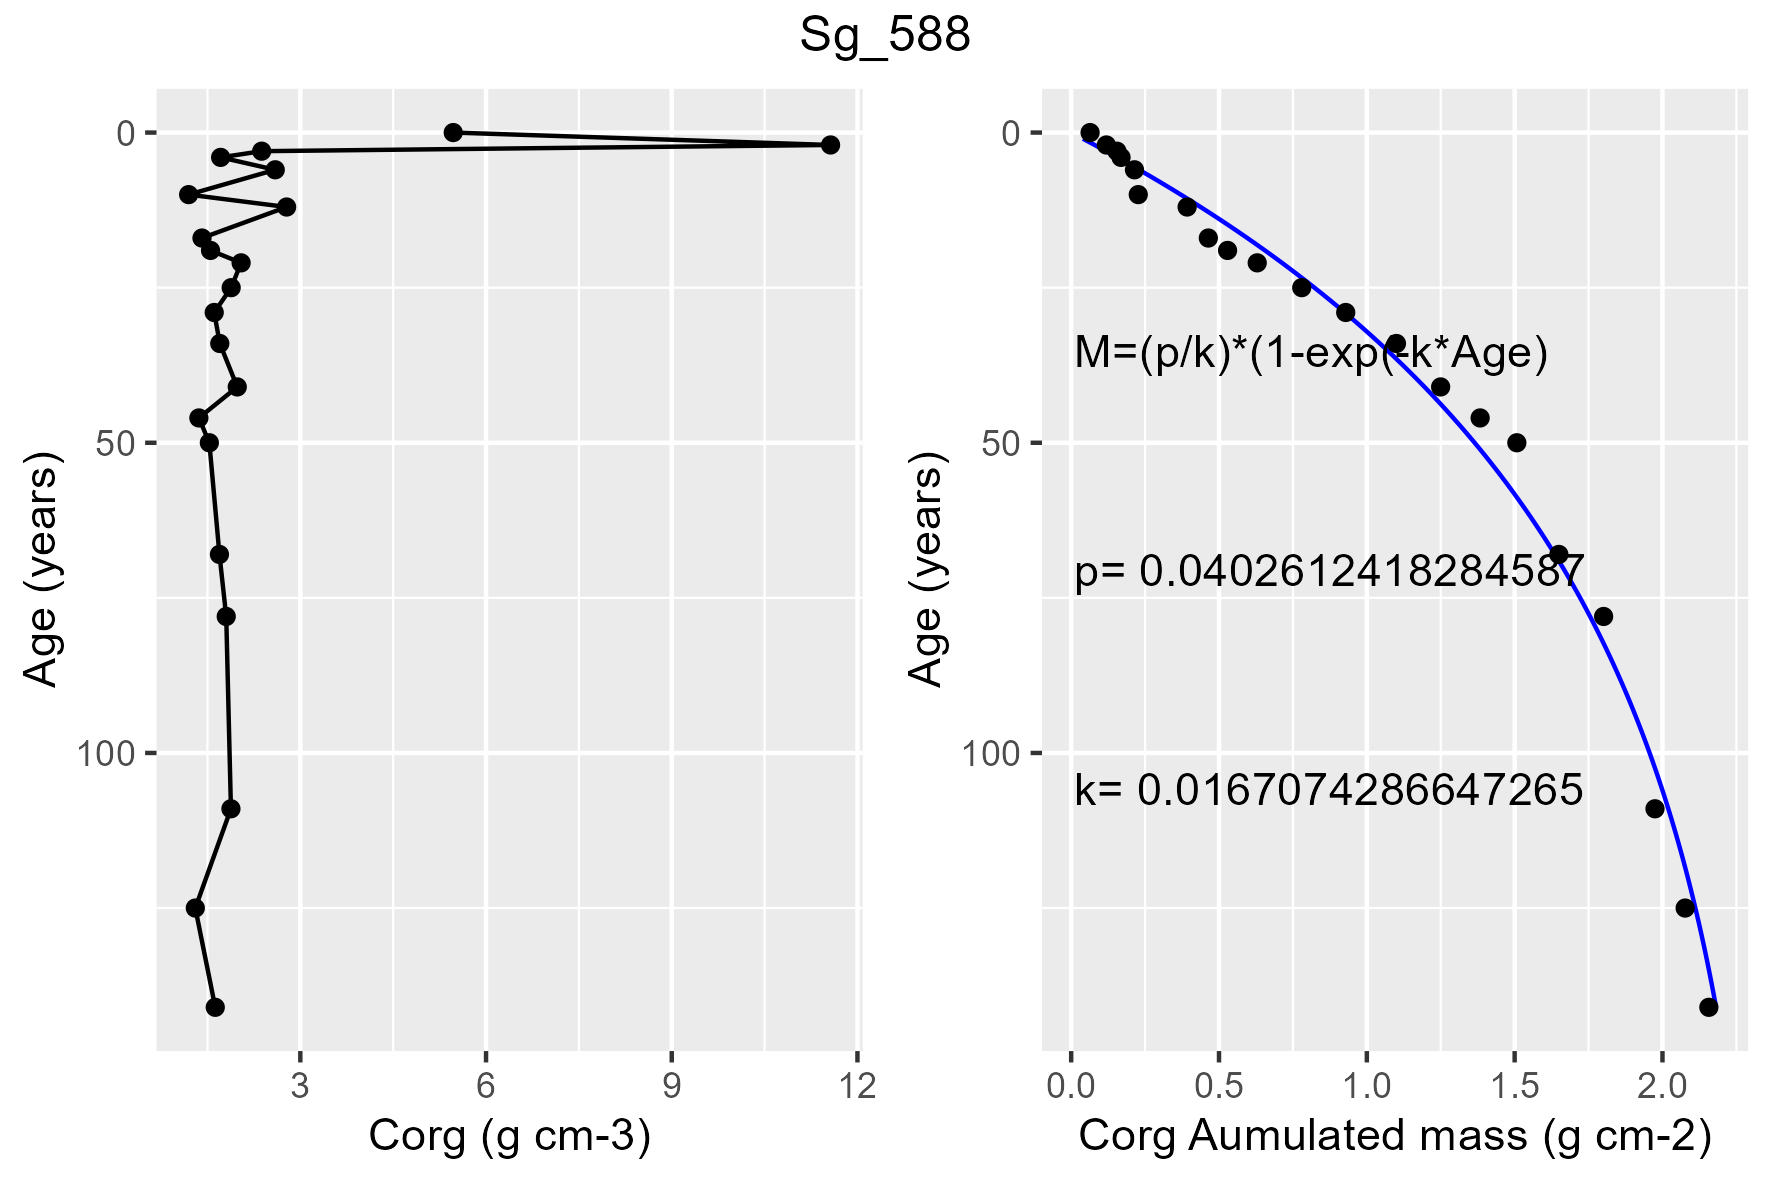 Sg_588
0
50
100
Age (years)
3
6
9
12
Corg (g cm-3)
0
50
100
Age (years)
M=(p/k)*(1-exp(-k*Age)
p= 0.0402612418284587
k= 0.0167074286647265
0.0
0.5
1.0
1.5
2.0
Corg Aumulated mass (g cm-2)